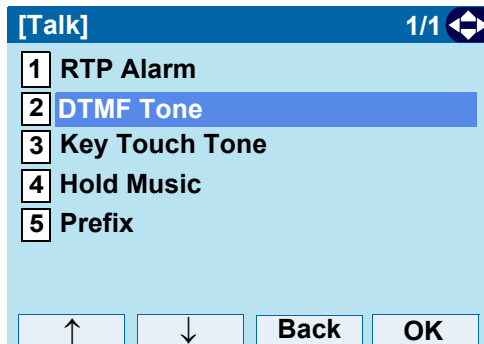 [Talk] 1/1
1 RTP Alarm
2 DTMF Tone
3 Key Touch Tone
4 Hold Music
5 Prefix
↑ ↓ Back OK